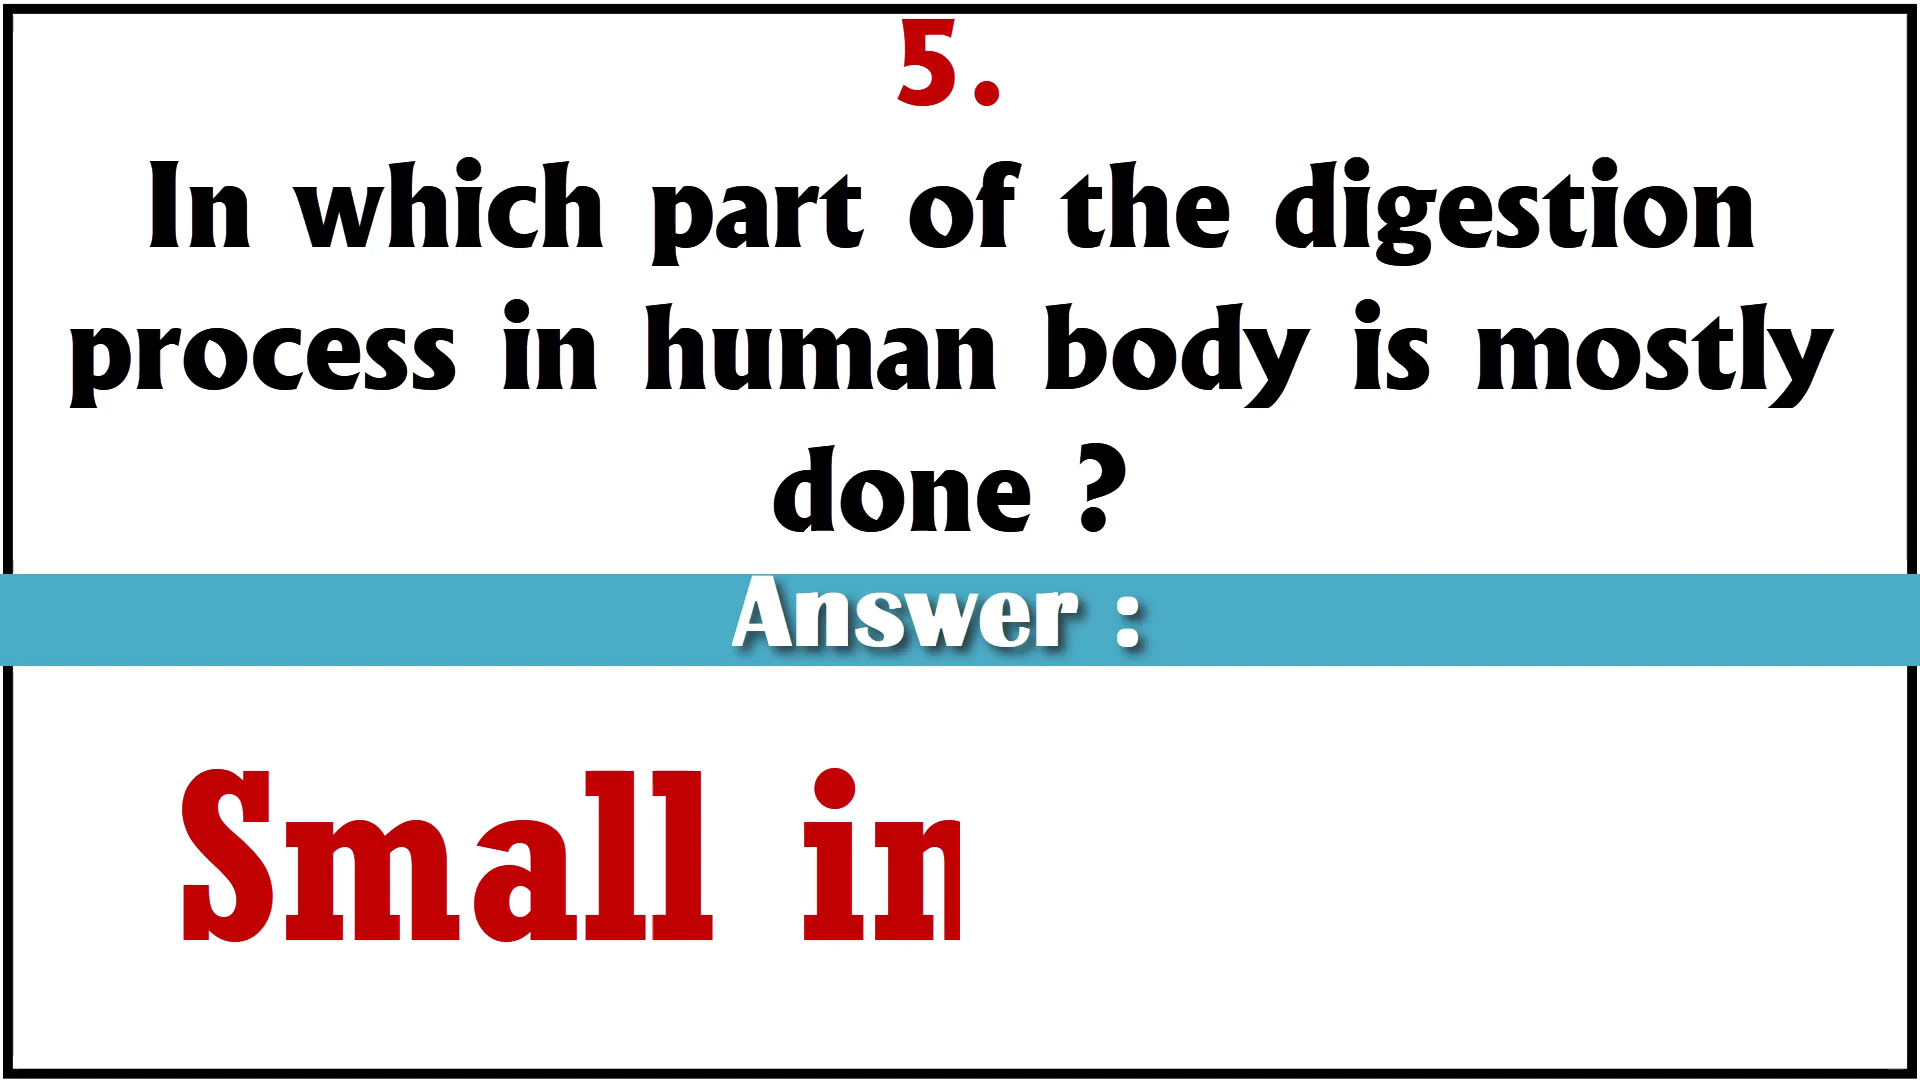 5.
In which part of the digestion
process in human body is mostly
done ?
Answer :
Small in